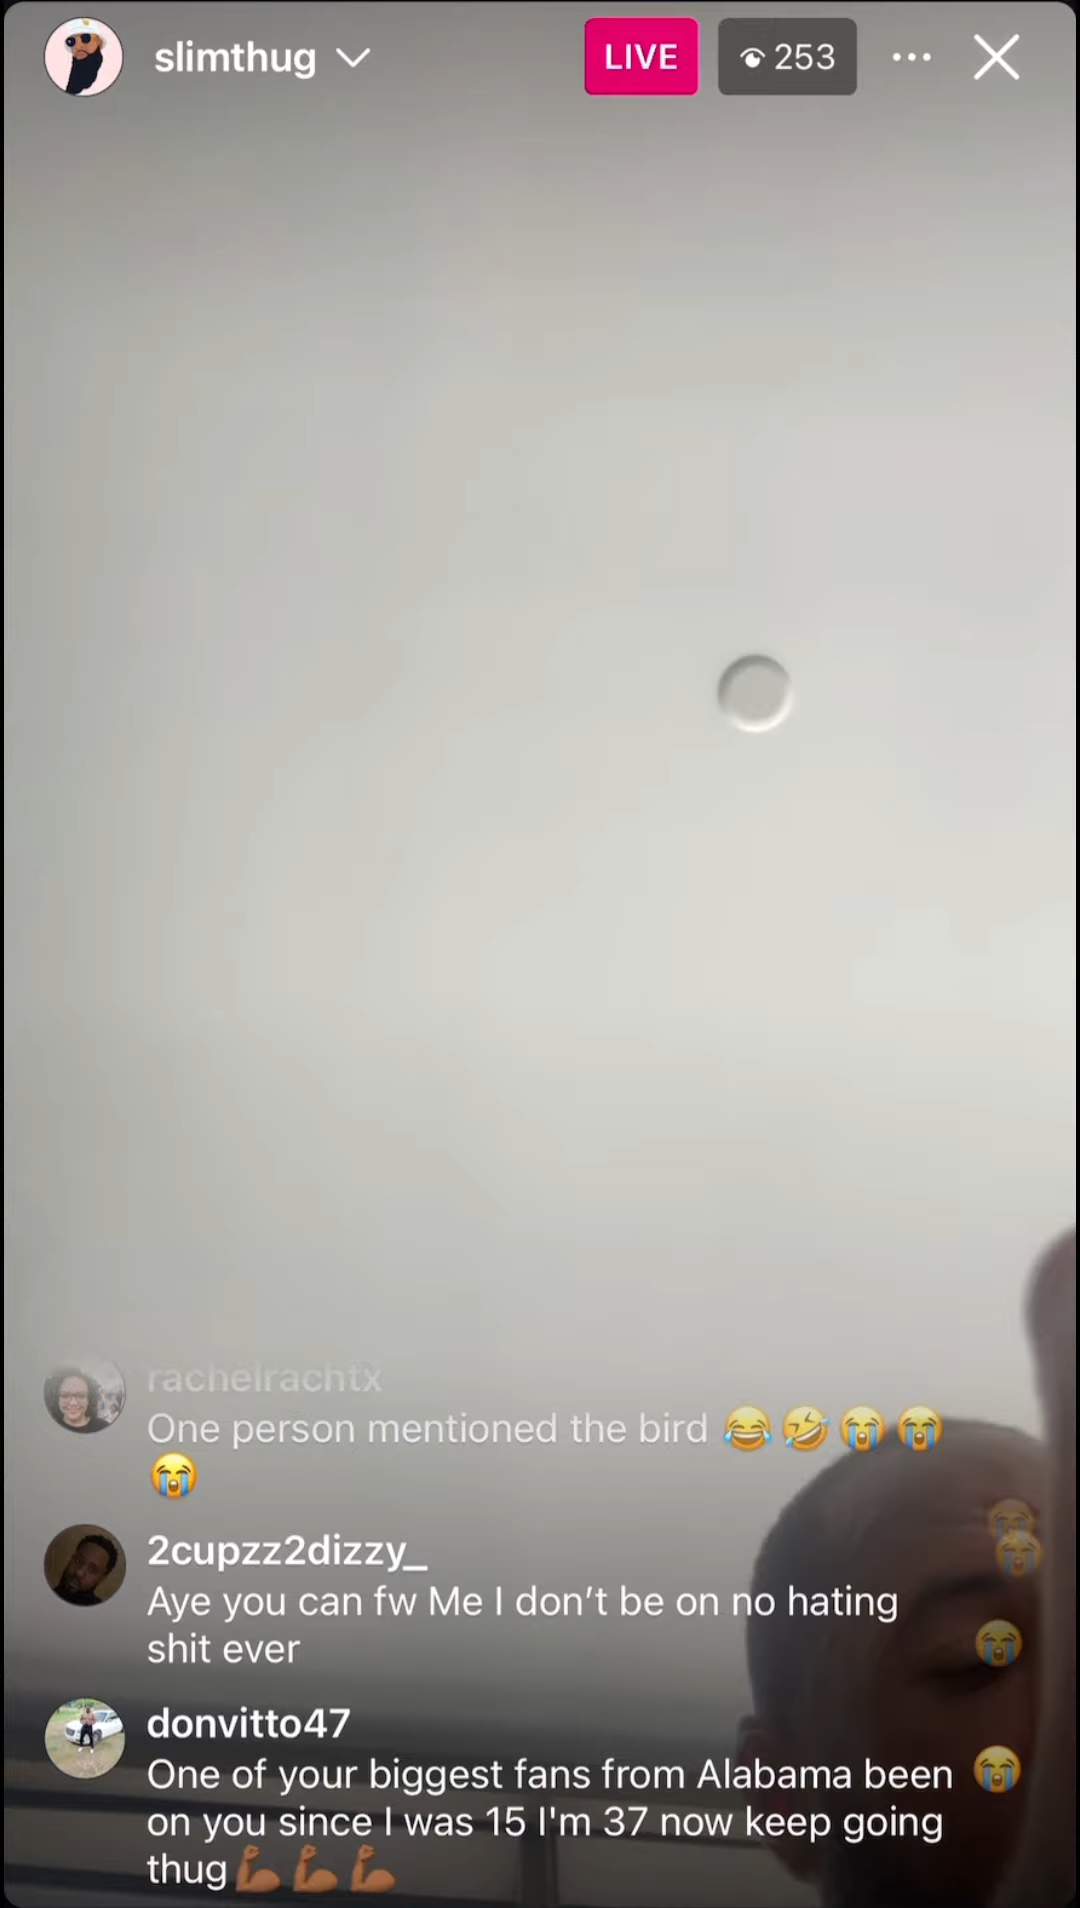 slimthug
LIVE
253
rachelrachtx
One person mentioned the bird 😂🤣😭😭
😭
2cupzz2dizzy_
Aye you can fw Me I don’t be on no hating
shit ever
donvitto47
One of your biggest fans from Alabama been
on you since I was 15 I'm 37 now keep going
thug💪🏽💪🏽💪🏽